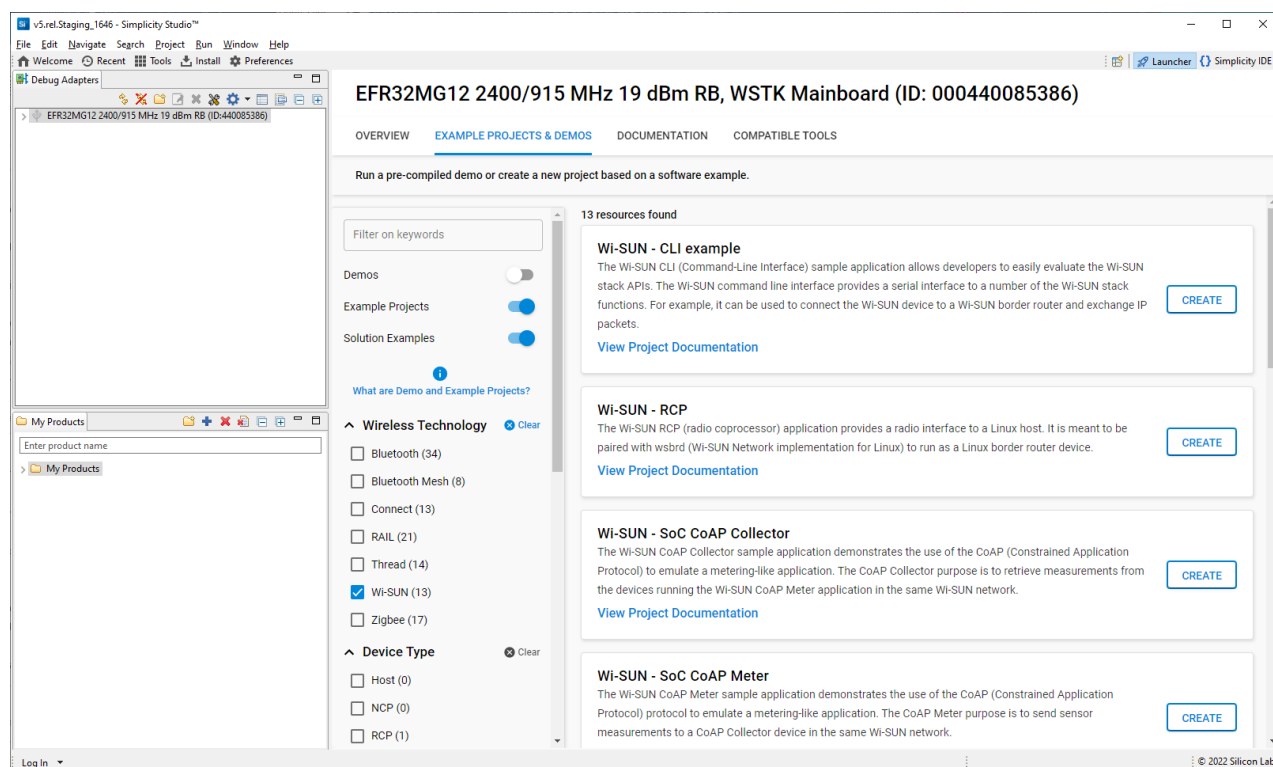 v5.rel.Staging_1646 - Simplicity Studio™
File Edit Navigate Search Project Run Window Help
Welcome Recent Tools Install Preferences
Launcher Simplicity IDE
Debug Adapters
EFR32MG12 2400/915 MHz 19 dBm RB (ID:440085386)
My Products
Enter product name
My Products
EFR32MG12 2400/915 MHz 19 dBm RB, WSTK Mainboard (ID: 000440085386)
OVERVIEW EXAMPLE PROJECTS & DEMOS DOCUMENTATION COMPATIBLE TOOLS
Run a pre-compiled demo or create a new project based on a software example.
Filter on keywords
Demos
Example Projects
Solution Examples
What are Demo and Example Projects?
Wireless Technology Clear
Bluetooth (34)
Bluetooth Mesh (8)
Connect (13)
RAIL (21)
Thread (14)
Wi-SUN (13)
Zigbee (17)
Device Type Clear
Host (0)
NCP (0)
RCP (1)
13 resources found
Wi-SUN - CLI example
The Wi-SUN CLI (Command-Line Interface) sample application allows developers to easily evaluate the Wi-SUN
stack APIs. The Wi-SUN command line interface provides a serial interface to a number of the Wi-SUN stack
functions. For example, it can be used to connect the Wi-SUN device to a Wi-SUN border router and exchange IP
packets.
View Project Documentation
CREATE
Wi-SUN - RCP
The Wi-SUN RCP (radio coprocessor) application provides a radio interface to a Linux host. It is meant to be
paired with wsbrd (Wi-SUN Network implementation for Linux) to run as a Linux border router device.
View Project Documentation
CREATE
Wi-SUN - SoC CoAP Collector
The Wi-SUN CoAP Collector sample application demonstrates the use of the CoAP (Constrained Application
Protocol) to emulate a metering-like application. The CoAP Collector purpose is to retrieve measurements from
the devices running the Wi-SUN CoAP Meter application in the same Wi-SUN network.
View Project Documentation
CREATE
Wi-SUN - SoC CoAP Meter
The Wi-SUN CoAP Meter sample application demonstrates the use of the CoAP (Constrained Application
Protocol) protocol to emulate a metering-like application. The CoAP Meter purpose is to send sensor
measurements to a CoAP Collector device in the same Wi-SUN network.
CREATE
Log In
© 2022 Silicon Lab